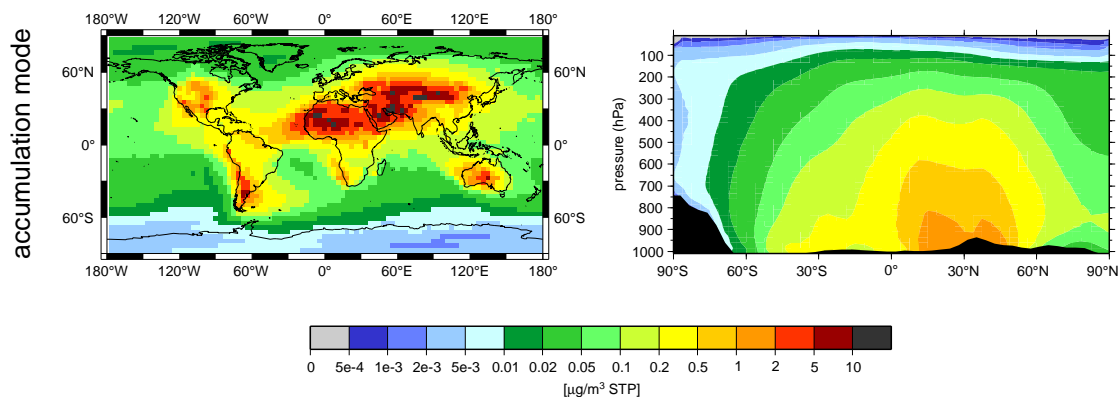 180°W 120°W 60°W 0° 60°E 120°E 180°
accumulation mode
60°N
0°
60°S
180°W 120°W 60°W 0° 60°E 120°E 180°
pressure (hPa)
100
200
300
400
500
600
700
800
900
1000
90°S 60°S 30°S 0° 30°N 60°N 90°N
0 5e-4 1e-3 2e-3 5e-3 0.01 0.02 0.05 0.1 0.2 0.5 1 2 5 10
[µg/m³ STP]